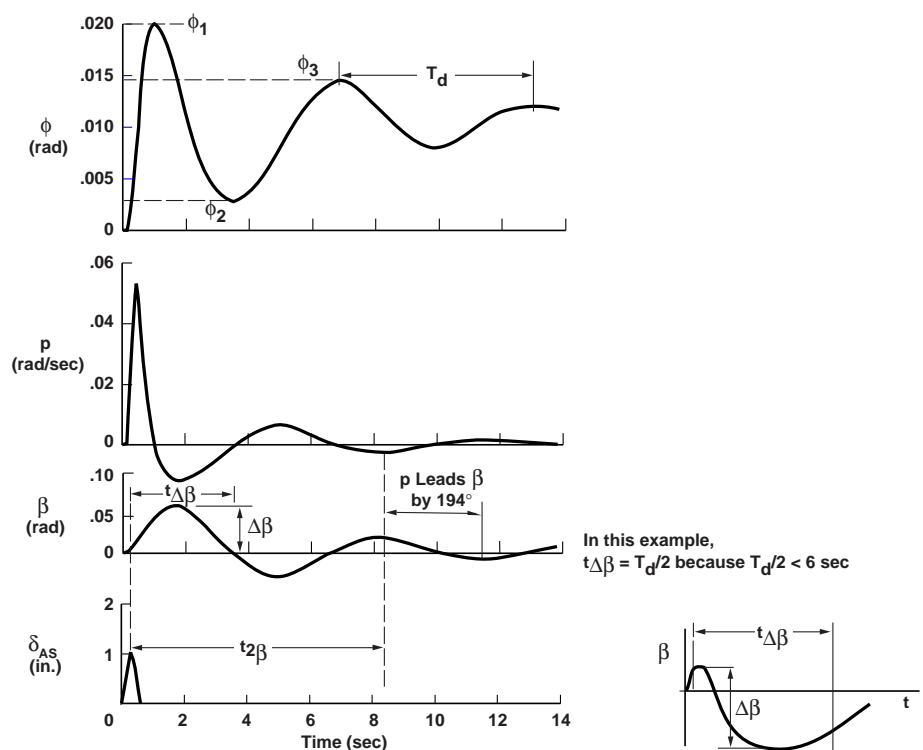 .020
ϕ1
.015
ϕ3
Td
ϕ
(rad)
.010
.005
ϕ2
0
.06
.04
p
(rad/sec)
.02
0
.10
tΔβ
p Leads β
by 194°
β
(rad)
.05
Δβ
0
In this example,
tΔβ = Td/2 because Td/2 < 6 sec
2
δAS
(in.)
1
t2β
0 2 4 6 8 10 12 14
Time (sec)
tΔβ
β
t
Δβ